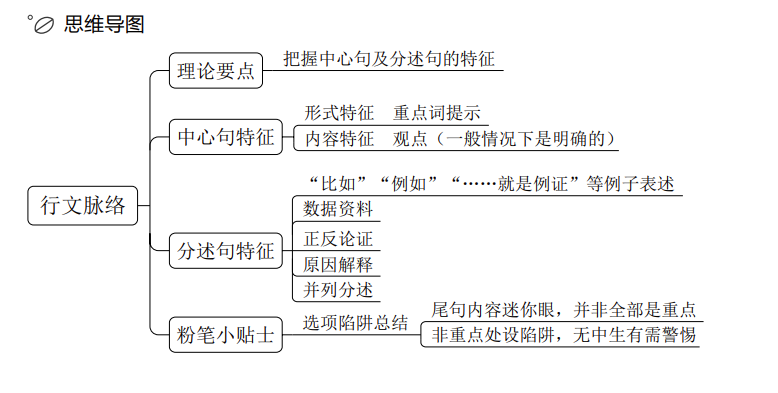 思维导图
理论要点
把握中心句及分述句的特征
中心句特征
形式特征 重点词提示
内容特征 观点（一般情况下是明确的）
行文脉络
分述句特征
“比如”“例如”“……就是例证”等例子表述
数据资料
正反论证
原因解释
并列分述
粉笔小贴士
选项陷阱总结
尾句内容迷你眼，并非全部是重点
非重点处设陷阱，无中生有需警惕